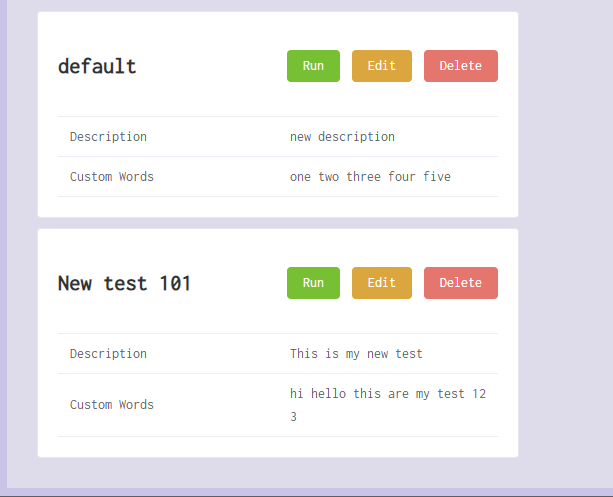 default Run Edit Delete
Description new description
Custom Words one two three four five
New test 101 Run Edit Delete
Description This is my new test
Custom Words hi hello this are my test 12
3